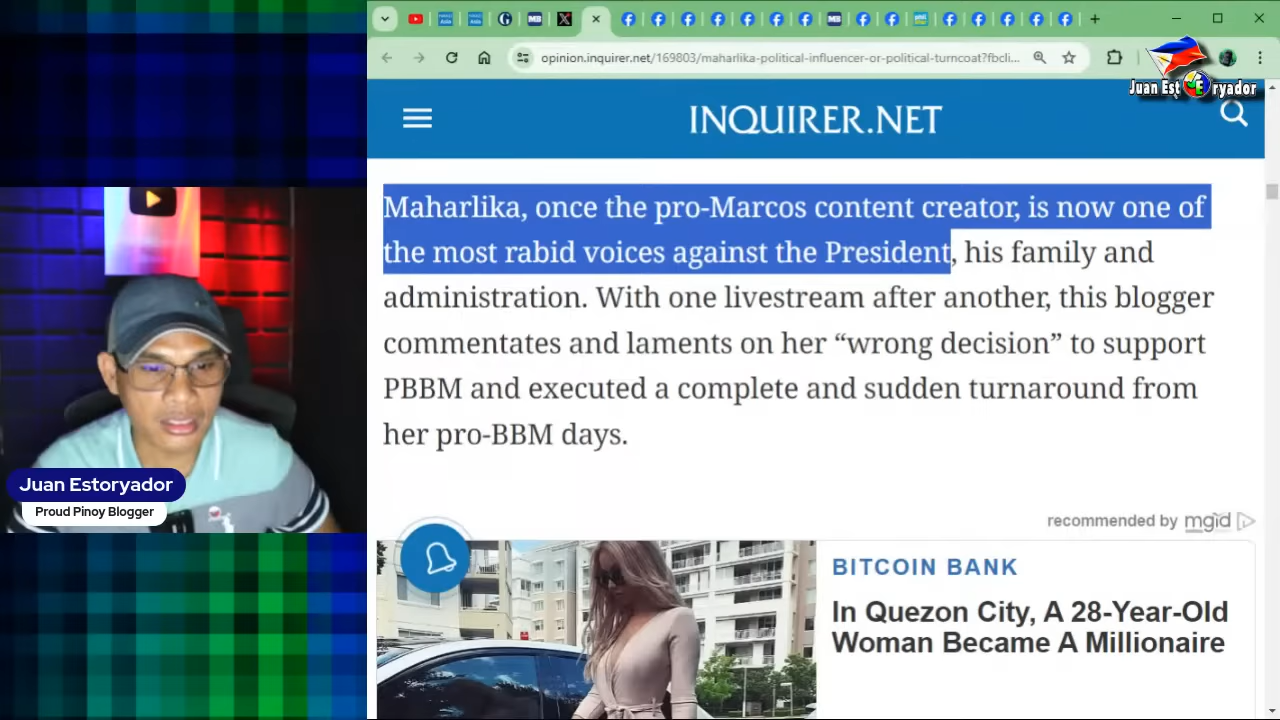 opinion.inquirer.net/169803/maharlika-political-influencer-or-political-turncoat?fbcli...
Juan Est ryador
INQUIRER.NET
Maharlika, once the pro-Marcos content creator, is now one of
the most rabid voices against the President, his family and
administration. With one livestream after another, this blogger
commentates and laments on her “wrong decision” to support
PBBM and executed a complete and sudden turnaround from
her pro-BBM days.
Juan Estoryador
Proud Pinoy Blogger
recommended by mgid
BITCOIN BANK
In Quezon City, A 28-Year-Old
Woman Became A Millionaire